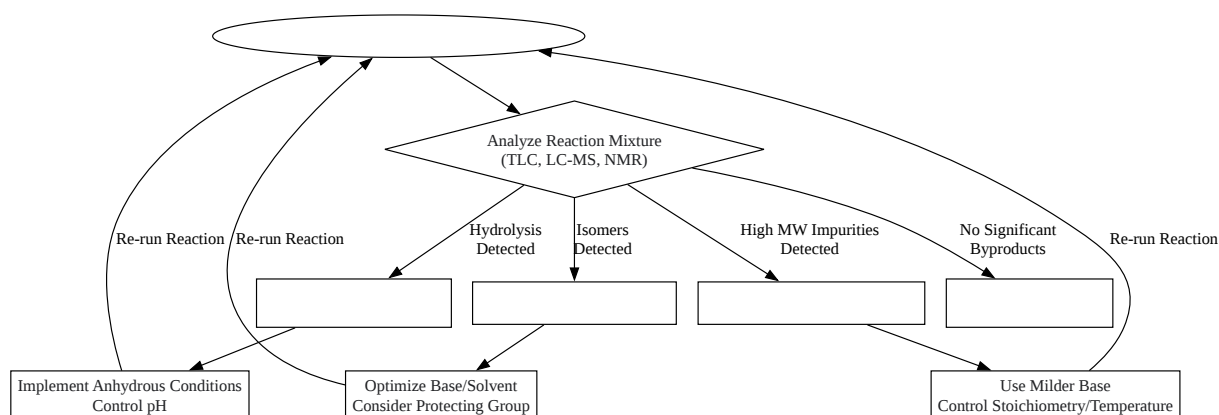 Analyze Reaction Mixture
(TLC, LC-MS, NMR)
Re-run Reaction
Re-run Reaction
Hydrolysis
Detected
Isomers
Detected
High MW Impurities
Detected
No Significant
Byproducts
Re-run Reaction
Implement Anhydrous Conditions
Control pH
Optimize Base/Solvent
Consider Protecting Group
Use Milder Base
Control Stoichiometry/Temperature